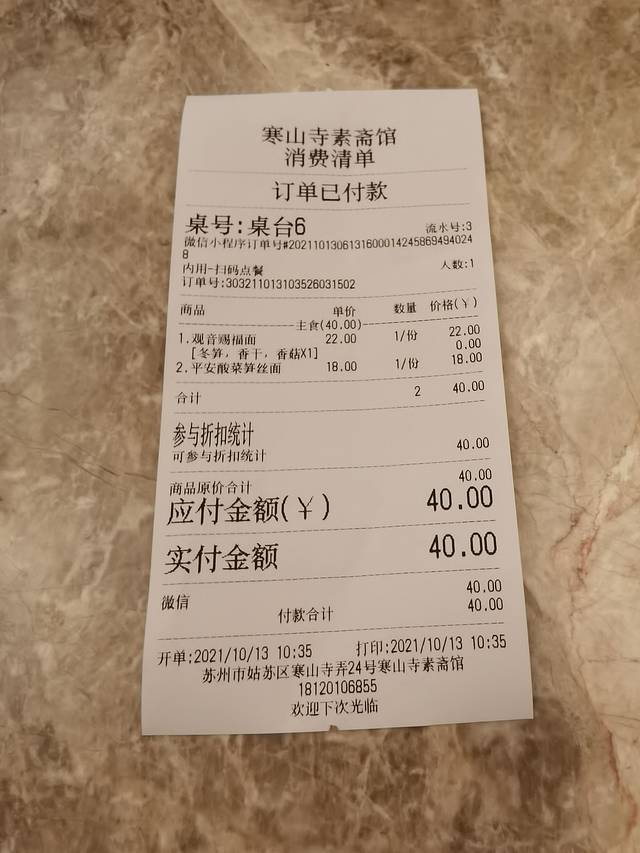 寒山寺素斋馆
消费清单
订单已付款
桌号:桌台6
流水号:3
微信小程序订单号#20211013061316000142458694940248
内用-扫码点餐 人数:1
订单号:303211013103526031502
商品 单价 数量 价格(¥)
主食(40.00)
1.观音赐福面 22.00 1/份 22.00
[冬笋，香干，香菇X1] 0.00
2.平安酸菜笋丝面 18.00 1/份 18.00
合计 2 40.00
参与折扣统计
可参与折扣统计 40.00
商品原价合计 40.00
应付金额(¥) 40.00
实付金额 40.00
微信 40.00
付款合计 40.00
开单:2021/10/13 10:35 打印:2021/10/13 10:35
苏州市姑苏区寒山寺弄24号寒山寺素斋馆
18120106855
欢迎下次光临